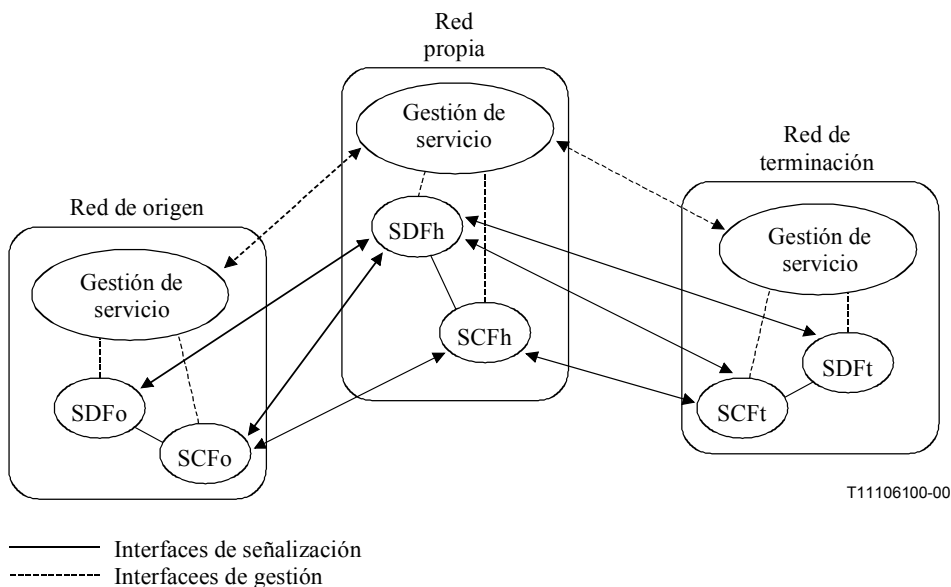 Red
propia
Gestión de
servicio
Red de
terminación
Red de origen
SDFh
Gestión de
servicio
Gestión de
servicio
SCFh
SDFt
SDFo
SCFt
SCFo
T11106100-00
Interfaces de señalización
Interfacees de gestión